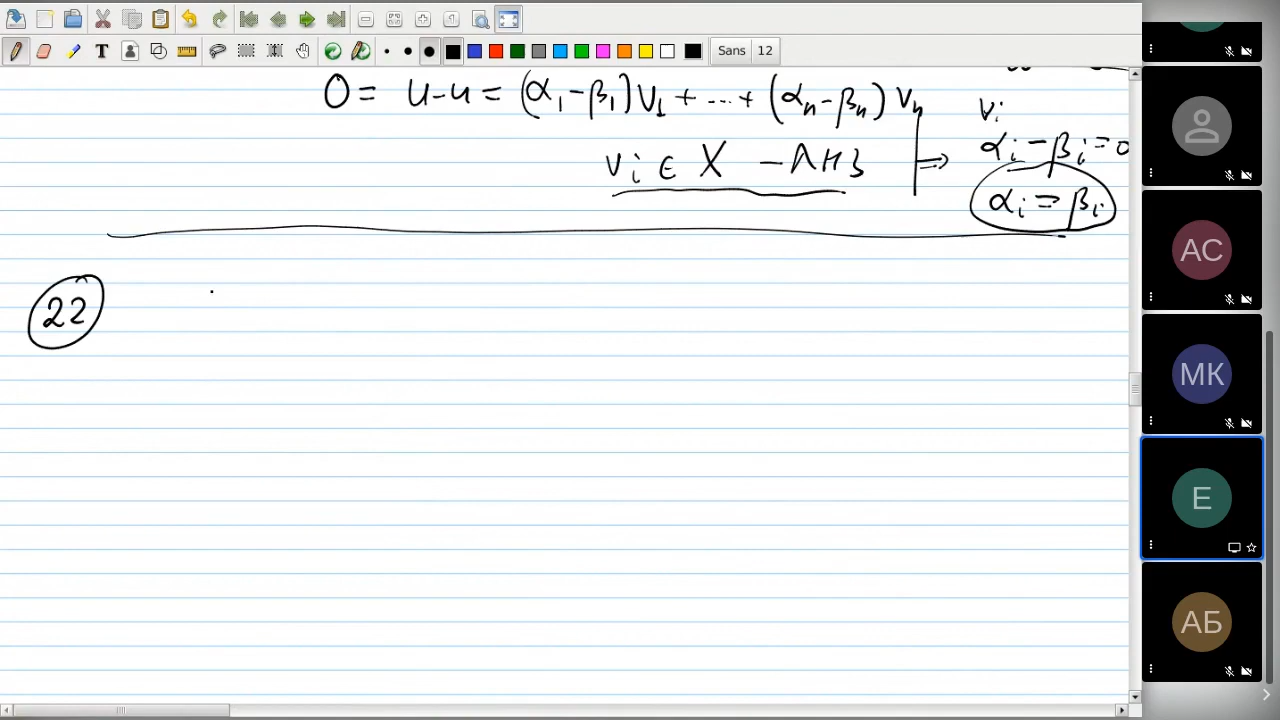 Sans 12
0 = u-u = (α₁-β₁)v₁ + ... + (αₙ-βₙ)vₙ
vᵢ
vᵢ ∈ X - ЛНЗ ⇒ αᵢ-βᵢ=0
αᵢ = βᵢ
22
АС
МК
Е
АБ